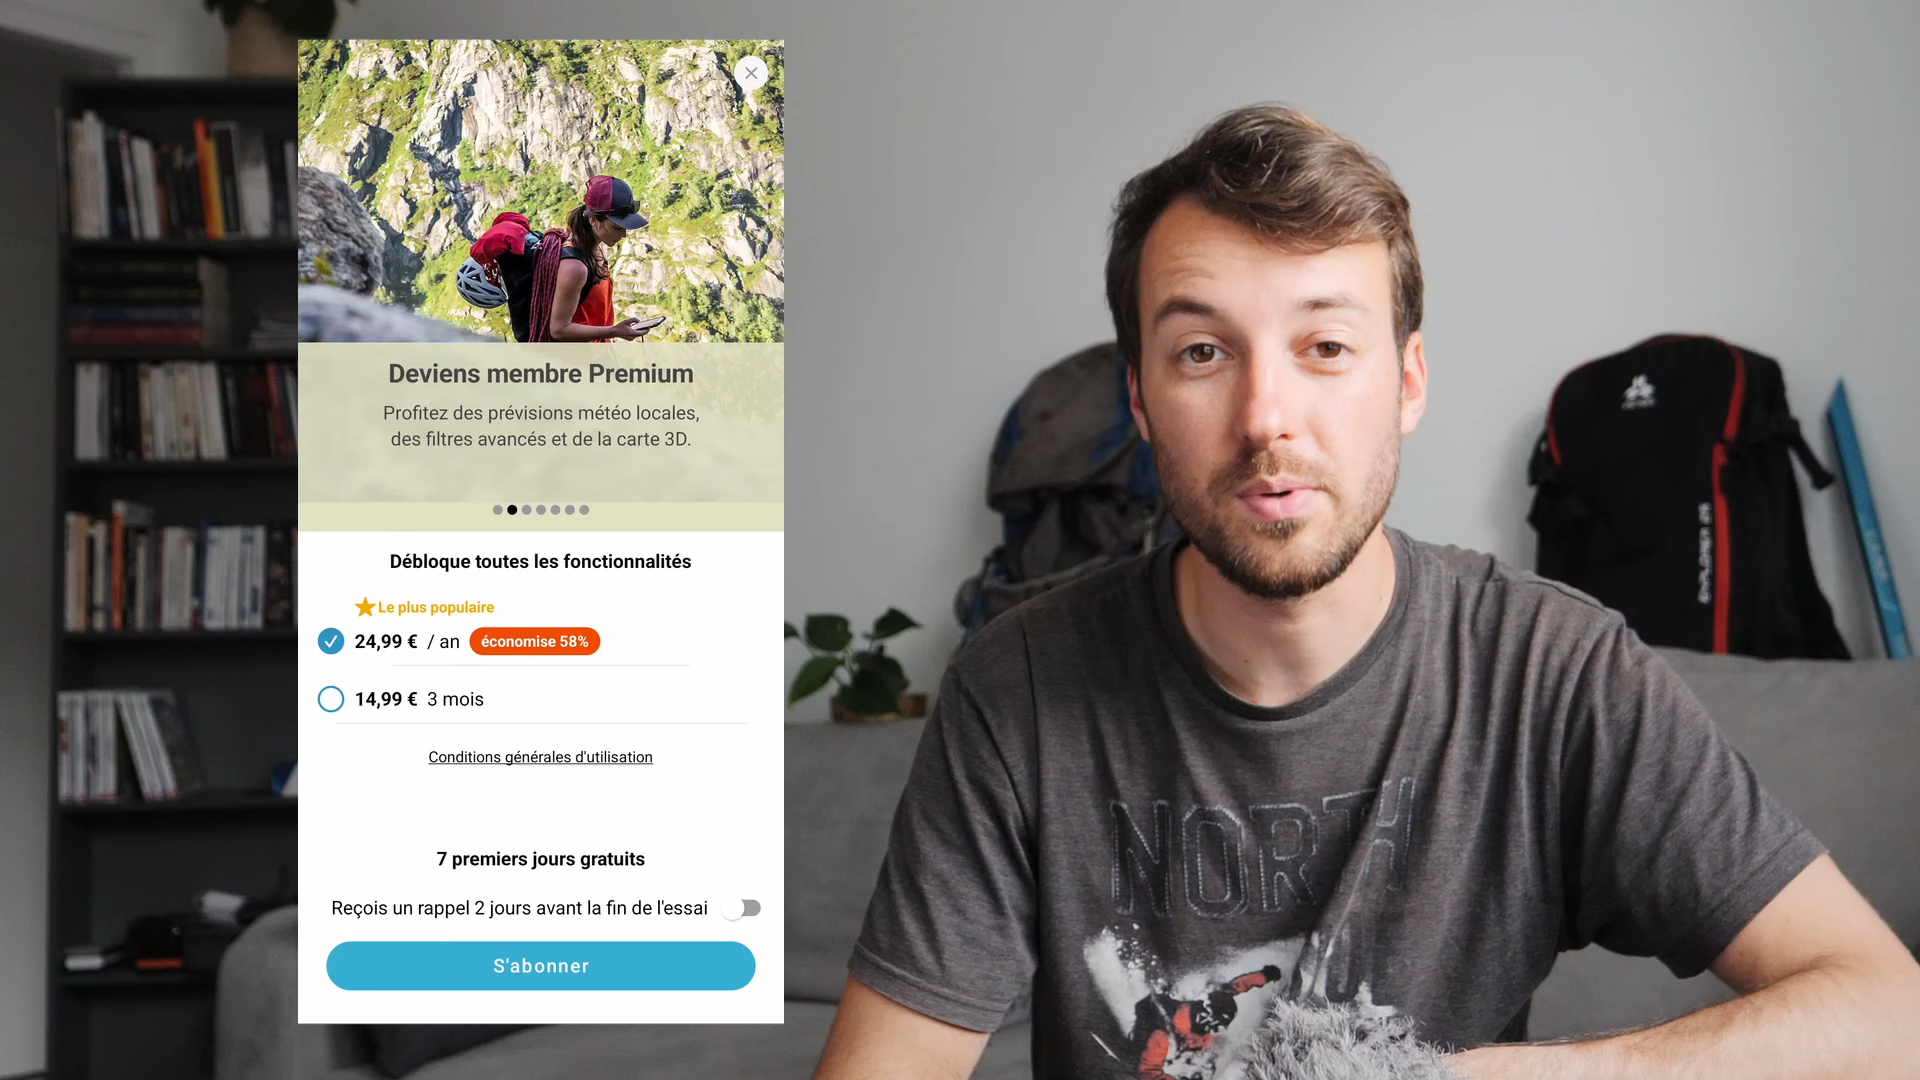 Deviens membre Premium
Profitez des prévisions météo locales,
des filtres avancés et de la carte 3D.
Débloque toutes les fonctionnalités
Le plus populaire
24,99 € / an économise 58%
14,99 € 3 mois
Conditions générales d'utilisation
7 premiers jours gratuits
Reçois un rappel 2 jours avant la fin de l'essai
S'abonner
NORTH